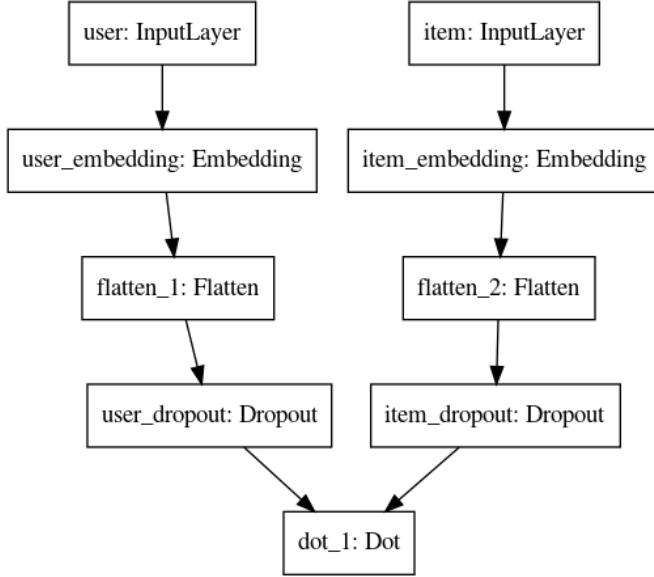 user: InputLayer
item: InputLayer
user_embedding: Embedding
item_embedding: Embedding
flatten_1: Flatten
flatten_2: Flatten
user_dropout: Dropout
item_dropout: Dropout
dot_1: Dot